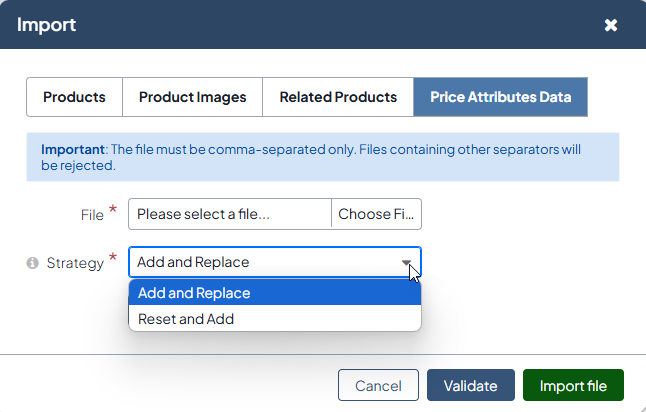 Import
Products
Product Images
Related Products
Price Attributes Data
Important: The file must be comma-separated only. Files containing other separators will
be rejected.
File *
Please select a file...
Choose Fi...
Strategy *
Add and Replace
Add and Replace
Reset and Add
Cancel
Validate
Import file